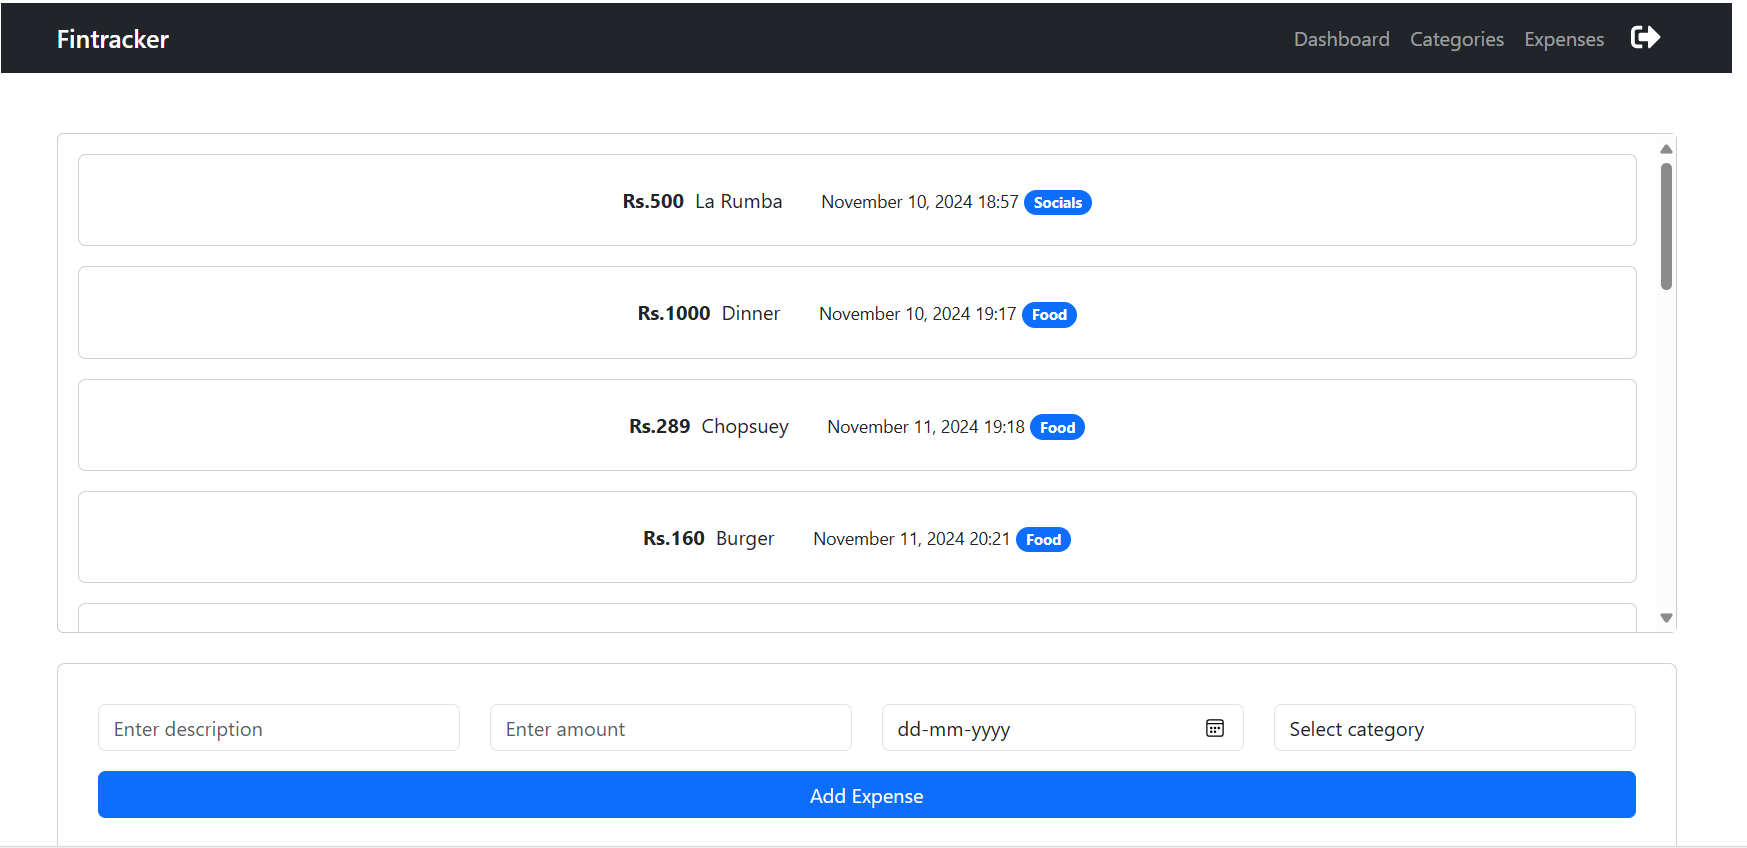 Fintracker Dashboard Categories Expenses
Rs.500 La Rumba November 10, 2024 18:57 Socials
Rs.1000 Dinner November 10, 2024 19:17 Food
Rs.289 Chopsuey November 11, 2024 19:18 Food
Rs.160 Burger November 11, 2024 20:21 Food
Enter description Enter amount dd-mm-yyyy Select category
Add Expense